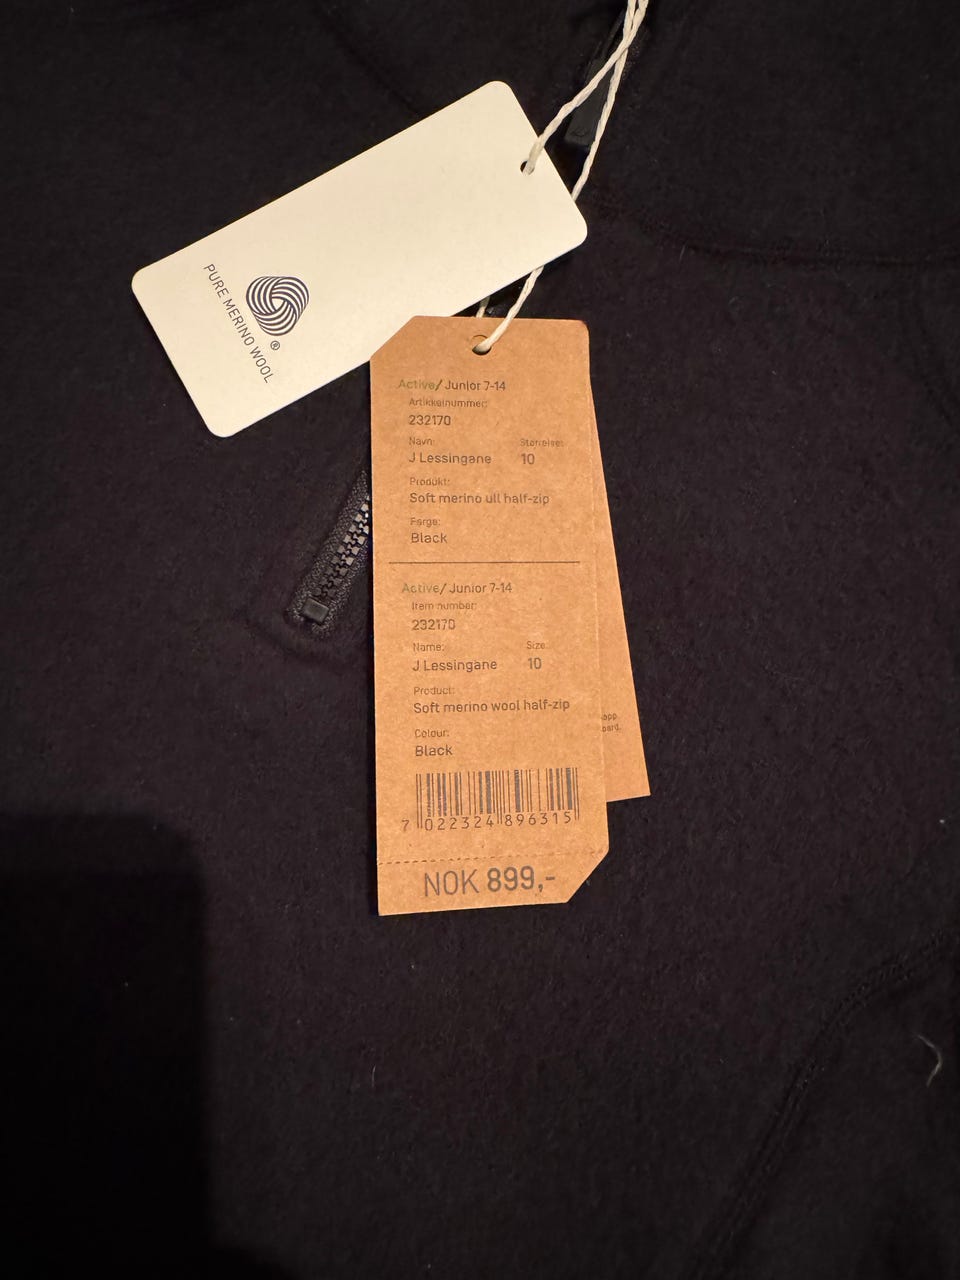 PURE MERINO WOOL
®
Active/ Junior 7-14
Artikkelnummer:
232170
Navn: Størrelse:
J Lessingane 10
Produkt:
Soft merino ull half-zip
Farge:
Black
Active/ Junior 7-14
Item number:
232170
Name: Size:
J Lessingane 10
Product:
Soft merino wool half-zip
Colour:
Black
7 022324 896315
NOK 899,-